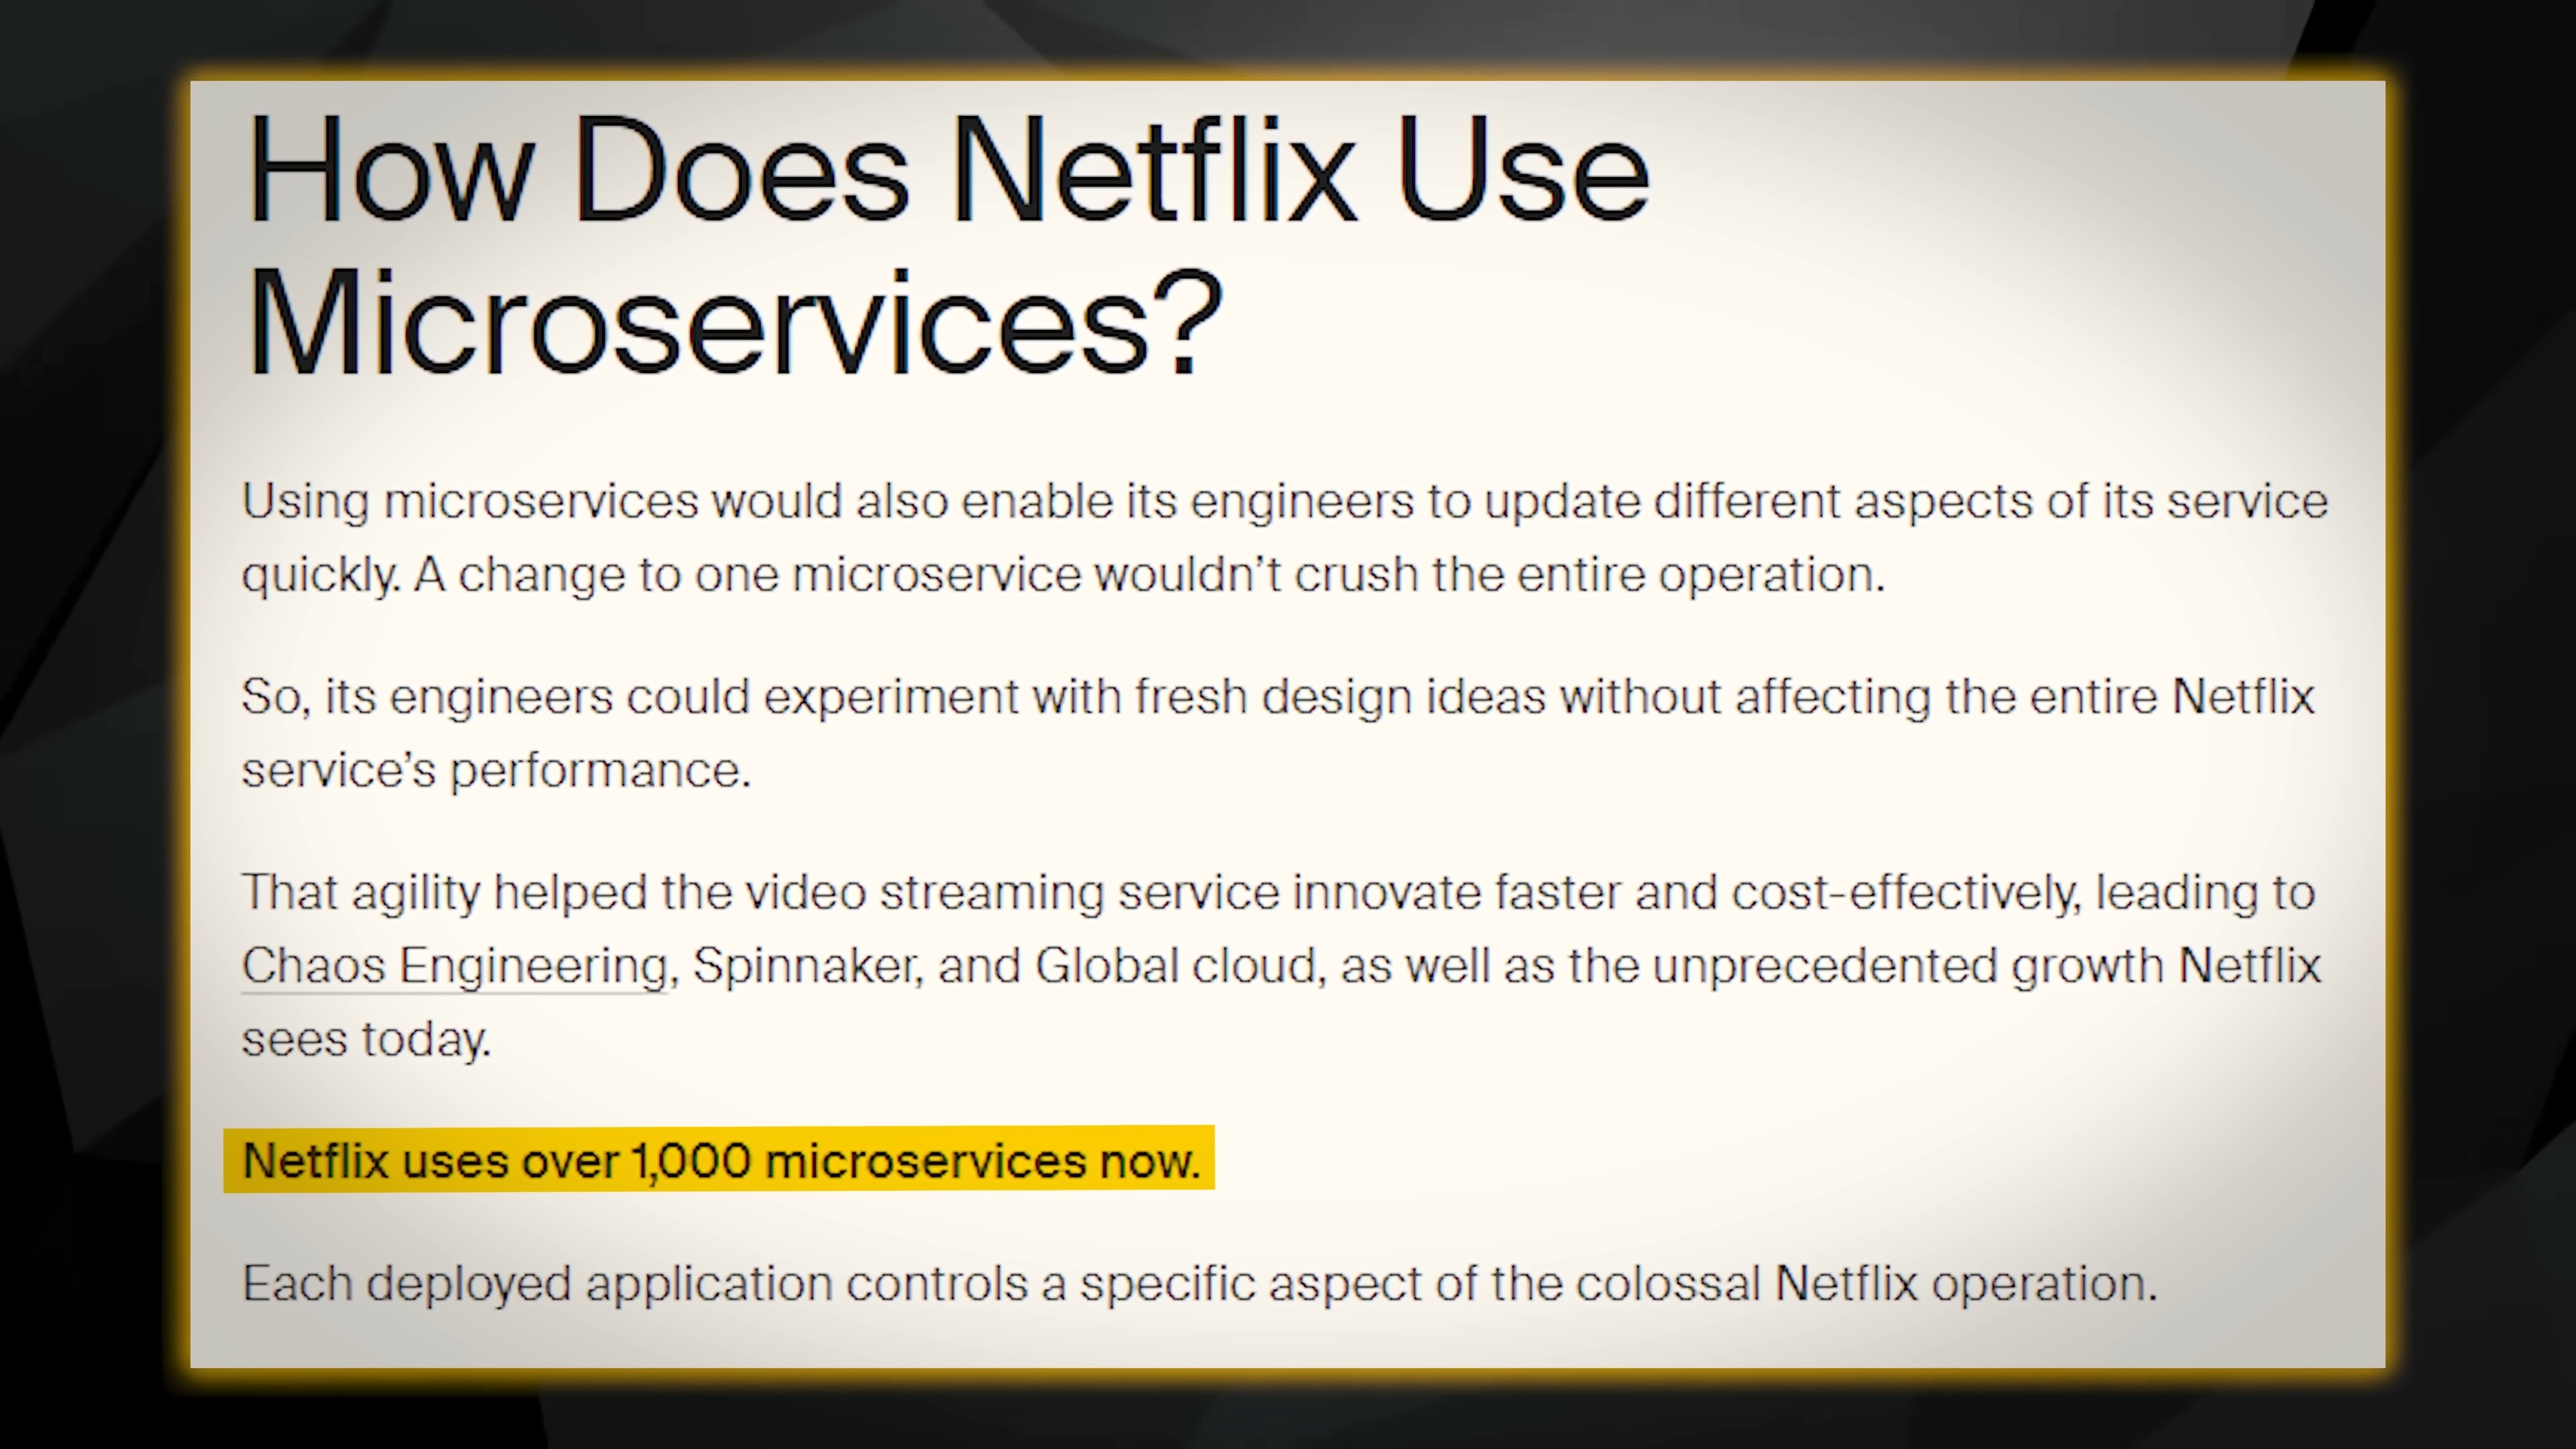 How Does Netflix Use
Microservices?
Using microservices would also enable its engineers to update different aspects of its service
quickly. A change to one microservice wouldn’t crush the entire operation.
So, its engineers could experiment with fresh design ideas without affecting the entire Netflix
service’s performance.
That agility helped the video streaming service innovate faster and cost-effectively, leading to
Chaos Engineering, Spinnaker, and Global cloud, as well as the unprecedented growth Netflix
sees today.
Netflix uses over 1,000 microservices now.
Each deployed application controls a specific aspect of the colossal Netflix operation.